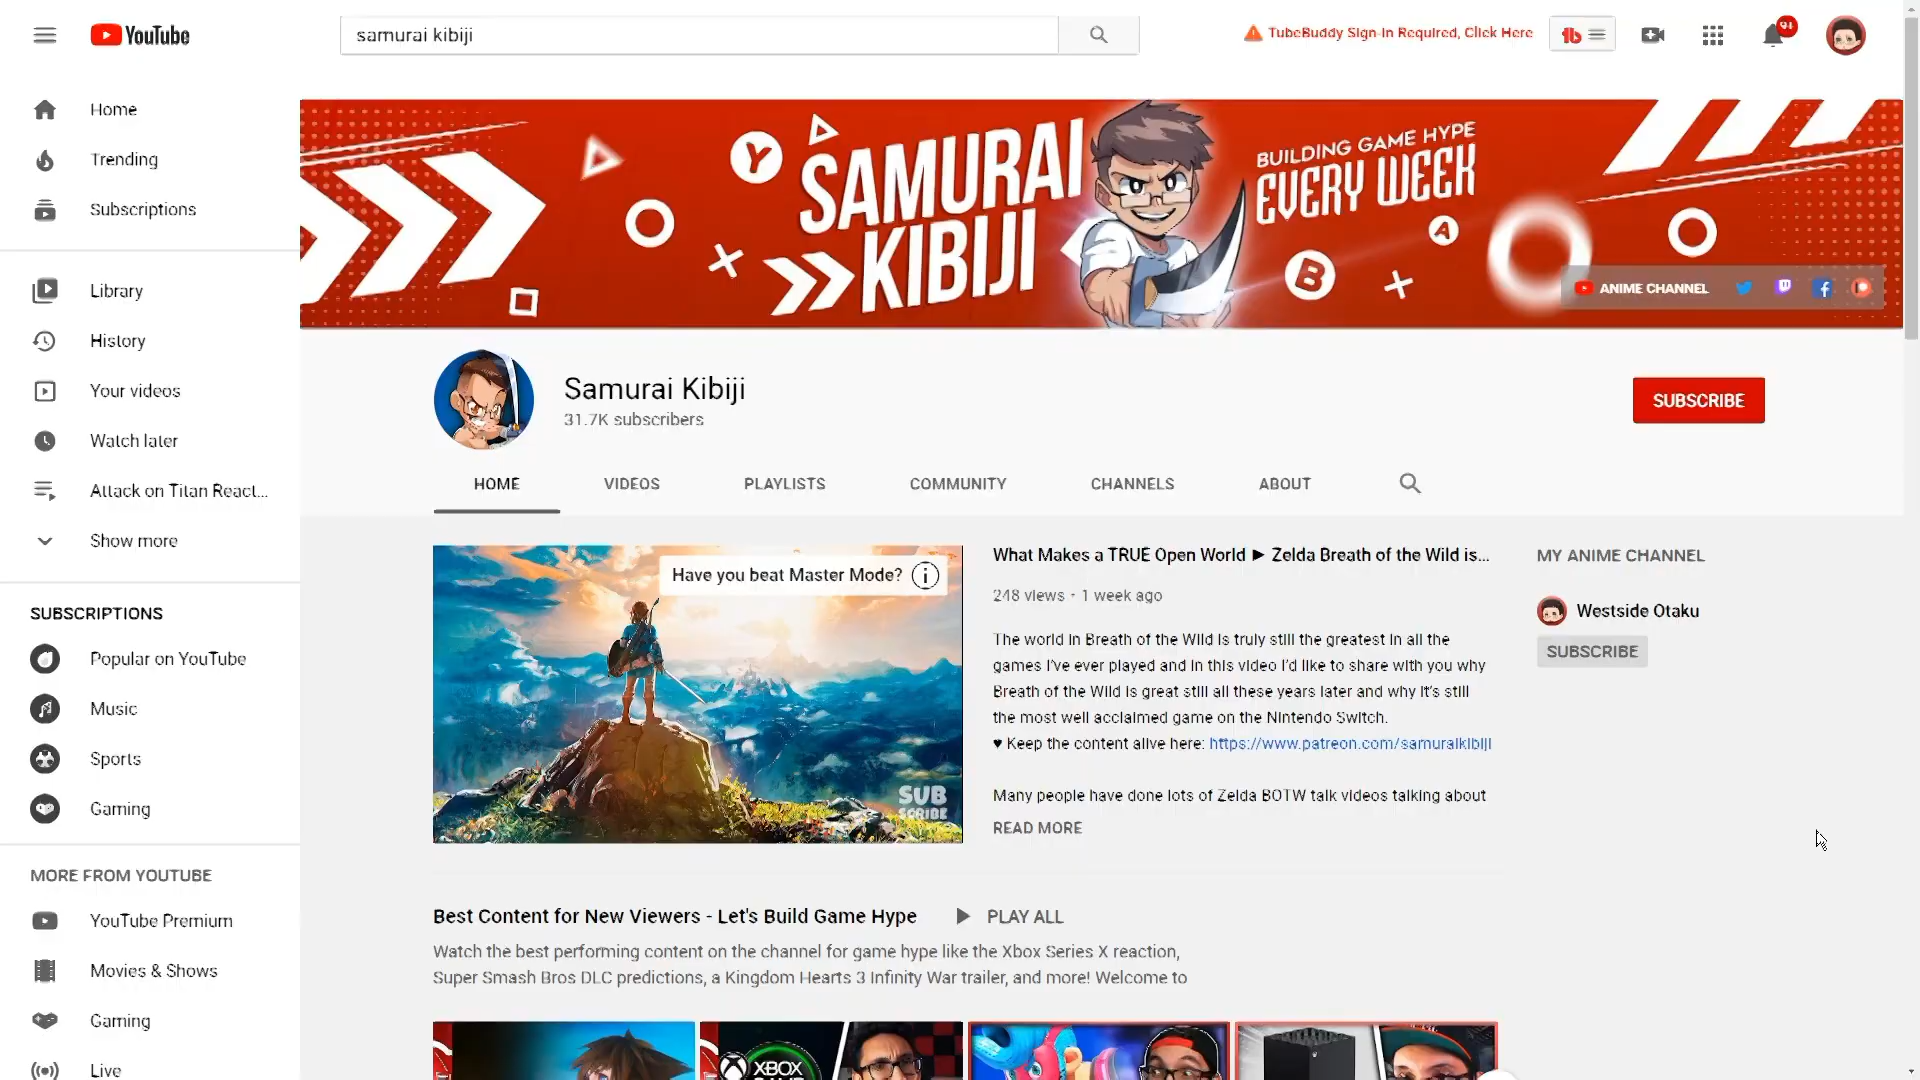 YouTube
samurai kibiji
TubeBuddy Sign-In Required, Click Here
9+
Home
Trending
Subscriptions
Library
History
Your videos
Watch later
Attack on Titan React...
Show more
SUBSCRIPTIONS
Popular on YouTube
Music
Sports
Gaming
MORE FROM YOUTUBE
YouTube Premium
Movies & Shows
Gaming
Live
Y
SAMURAI
KIBIJI
BUILDING GAME HYPE
EVERY WEEK
A
B
ANIME CHANNEL
Samurai Kibiji
31.7K subscribers
SUBSCRIBE
HOME
VIDEOS
PLAYLISTS
COMMUNITY
CHANNELS
ABOUT
Have you beat Master Mode?
SUB
SCRIBE
What Makes a TRUE Open World ► Zelda Breath of the Wild is...
248 views • 1 week ago
The world in Breath of the Wild is truly still the greatest in all the
games I've ever played and in this video I'd like to share with you why
Breath of the Wild is great still all these years later and why it's still
the most well acclaimed game on the Nintendo Switch.
♥ Keep the content alive here: https://www.patreon.com/samuraikibiji
Many people have done lots of Zelda BOTW talk videos talking about
READ MORE
MY ANIME CHANNEL
Westside Otaku
SUBSCRIBE
Best Content for New Viewers - Let's Build Game Hype
PLAY ALL
Watch the best performing content on the channel for game hype like the Xbox Series X reaction,
Super Smash Bros DLC predictions, a Kingdom Hearts 3 Infinity War trailer, and more! Welcome to
XBOX